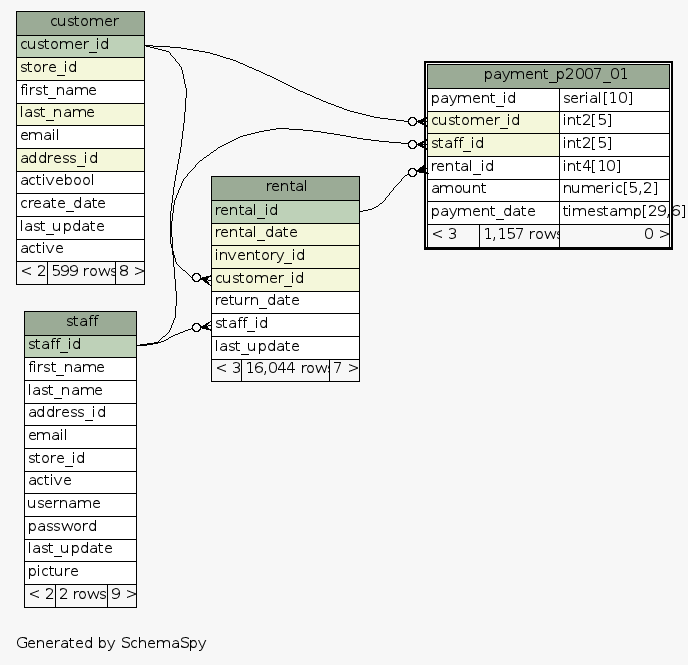 customer
customer_id
store_id
first_name
last_name
email
address_id
activebool
create_date
last_update
active
< 2 599 rows 8 >
payment_p2007_01
payment_id serial[10]
customer_id int2[5]
staff_id int2[5]
rental_id int4[10]
amount numeric[5,2]
payment_date timestamp[29,6]
< 3 1,157 rows 0 >
rental
rental_id
rental_date
inventory_id
customer_id
return_date
staff_id
last_update
< 3 16,044 rows 7 >
staff
staff_id
first_name
last_name
address_id
email
store_id
active
username
password
last_update
picture
< 2 2 rows 9 >
Generated by SchemaSpy